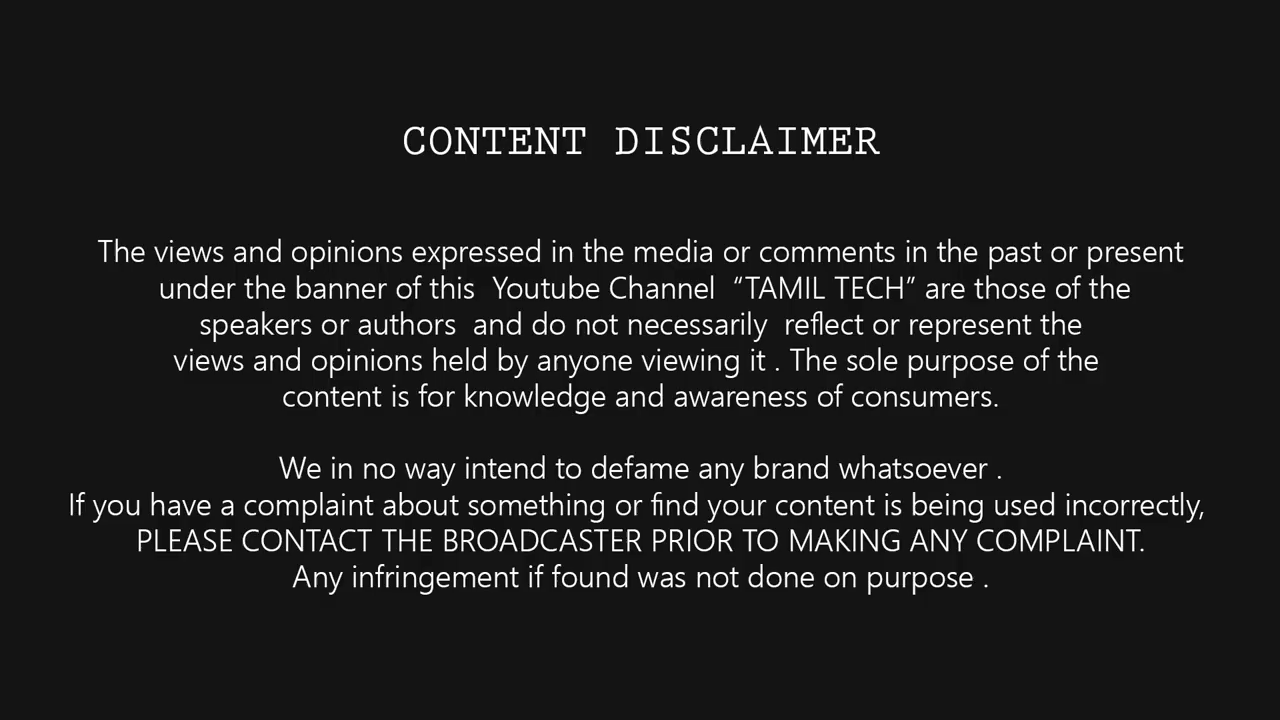 CONTENT DISCLAIMER
The views and opinions expressed in the media or comments in the past or present
under the banner of this  Youtube Channel  “TAMIL TECH” are those of the
speakers or authors  and do not necessarily  reflect or represent the
views and opinions held by anyone viewing it . The sole purpose of the
content is for knowledge and awareness of consumers.
We in no way intend to defame any brand whatsoever .
If you have a complaint about something or find your content is being used incorrectly,
PLEASE CONTACT THE BROADCASTER PRIOR TO MAKING ANY COMPLAINT.
Any infringement if found was not done on purpose .